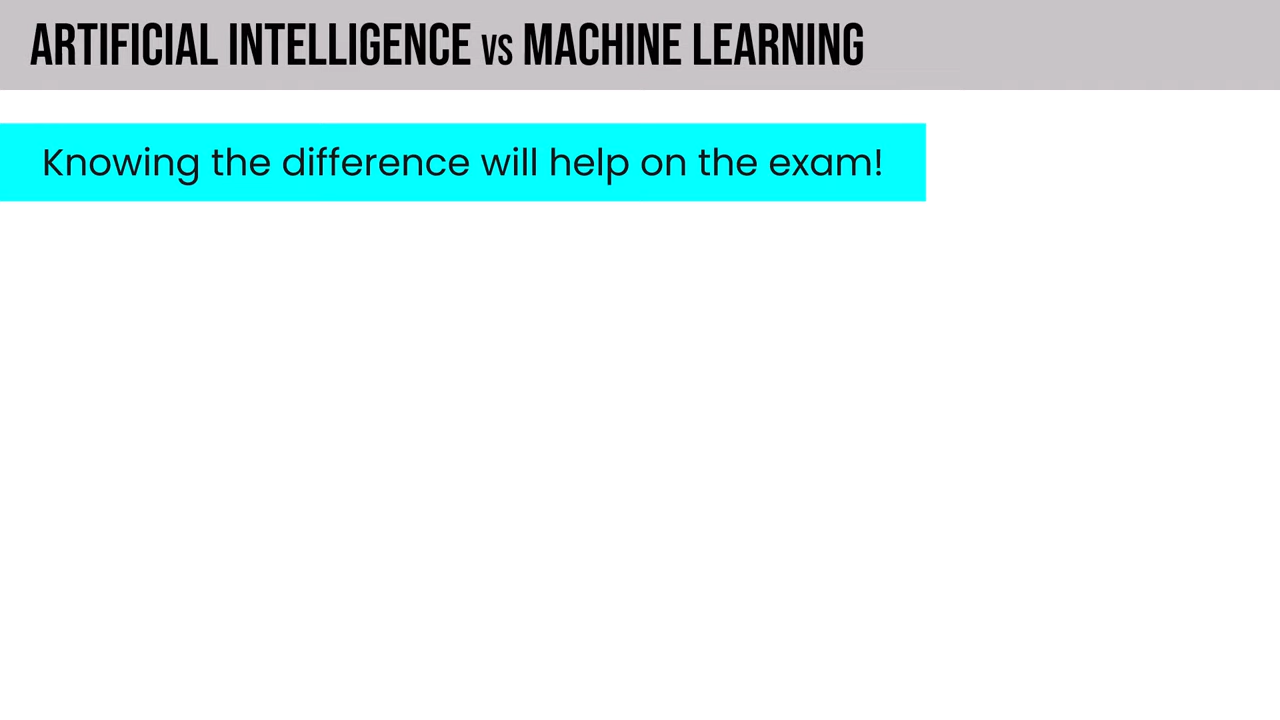 ARTIFICIAL INTELLIGENCE VS MACHINE LEARNING
Knowing the difference will help on the exam!